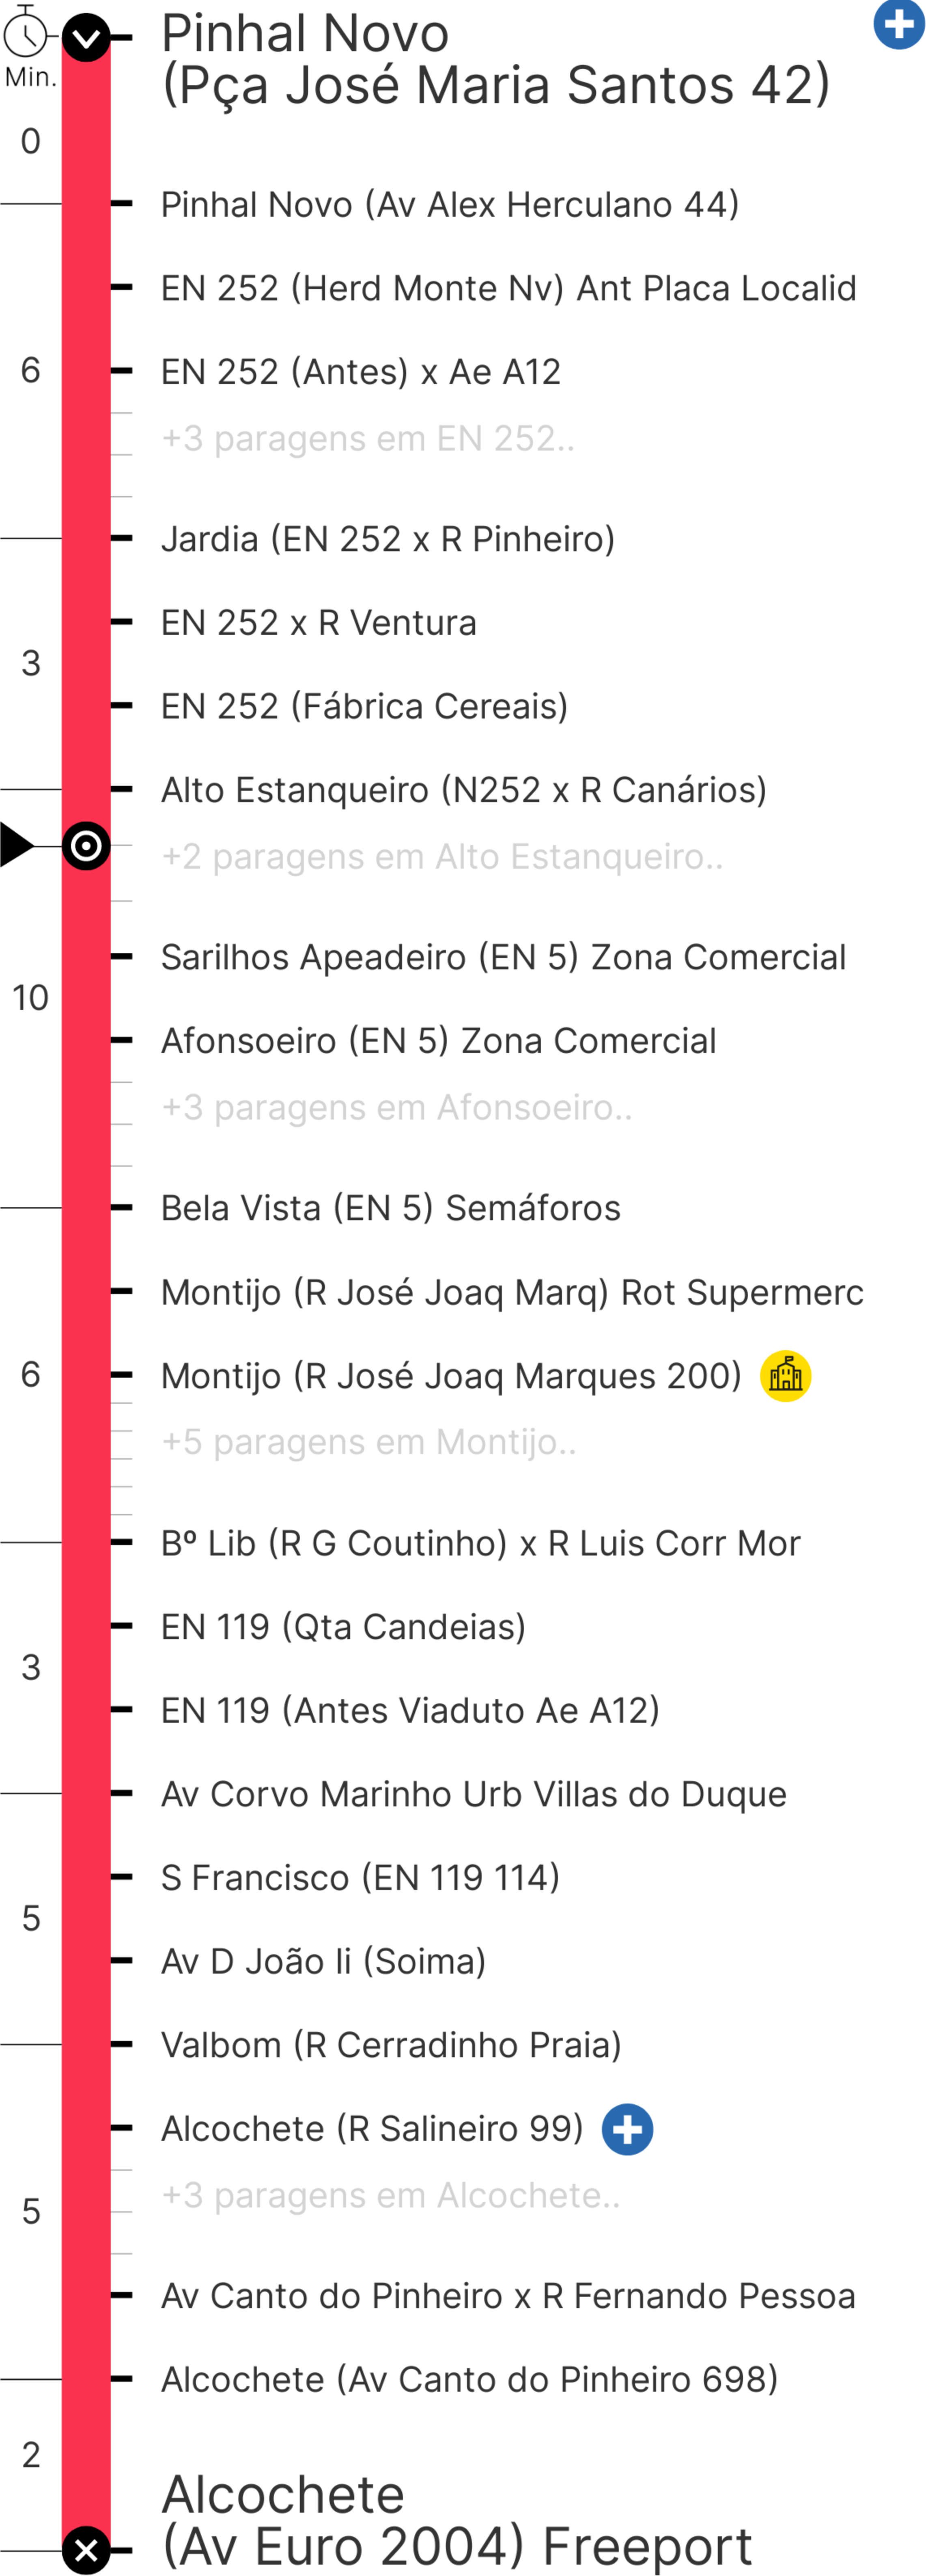 Pinhal Novo
(Pça José Maria Santos 42)
Min.
0
Pinhal Novo (Av Alex Herculano 44)
EN 252 (Herd Monte Nv) Ant Placa Localid
6
EN 252 (Antes) x Ae A12
+3 paragens em EN 252..
Jardia (EN 252 x R Pinheiro)
EN 252 x R Ventura
3
EN 252 (Fábrica Cereais)
Alto Estanqueiro (N252 x R Canários)
+2 paragens em Alto Estanqueiro..
Sarilhos Apeadeiro (EN 5) Zona Comercial
10
Afonsoeiro (EN 5) Zona Comercial
+3 paragens em Afonsoeiro..
Bela Vista (EN 5) Semáforos
Montijo (R José Joaq Marq) Rot Supermerc
6
Montijo (R José Joaq Marques 200)
+5 paragens em Montijo..
Bº Lib (R G Coutinho) x R Luis Corr Mor
EN 119 (Qta Candeias)
3
EN 119 (Antes Viaduto Ae A12)
Av Corvo Marinho Urb Villas do Duque
S Francisco (EN 119 114)
5
Av D João Ii (Soima)
Valbom (R Cerradinho Praia)
Alcochete (R Salineiro 99)
+3 paragens em Alcochete..
5
Av Canto do Pinheiro x R Fernando Pessoa
Alcochete (Av Canto do Pinheiro 698)
2
Alcochete
(Av Euro 2004) Freeport